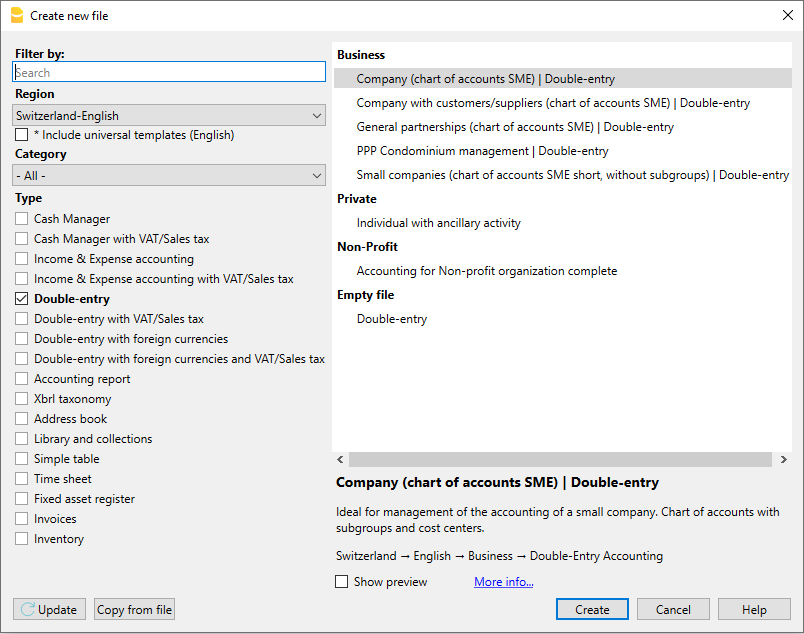 Create new file
Filter by:
Search
Region
Switzerland-English
* Include universal templates (English)
Category
- All -
Type
Cash Manager
Cash Manager with VAT/Sales tax
Income & Expense accounting
Income & Expense accounting with VAT/Sales tax
Double-entry
Double-entry with VAT/Sales tax
Double-entry with foreign currencies
Double-entry with foreign currencies and VAT/Sales tax
Accounting report
Xbrl taxonomy
Address book
Library and collections
Simple table
Time sheet
Fixed asset register
Invoices
Inventory
Business
Company (chart of accounts SME) | Double-entry
Company with customers/suppliers (chart of accounts SME) | Double-entry
General partnerships (chart of accounts SME) | Double-entry
PPP Condominium management | Double-entry
Small companies (chart of accounts SME short, without subgroups) | Double-entry
Private
Individual with ancillary activity
Non-Profit
Accounting for Non-profit organization complete
Empty file
Double-entry
Company (chart of accounts SME) | Double-entry
Ideal for management of the accounting of a small company. Chart of accounts with
subgroups and cost centers.
Switzerland → English → Business → Double-Entry Accounting
Show preview More info...
Update Copy from file Create Cancel Help